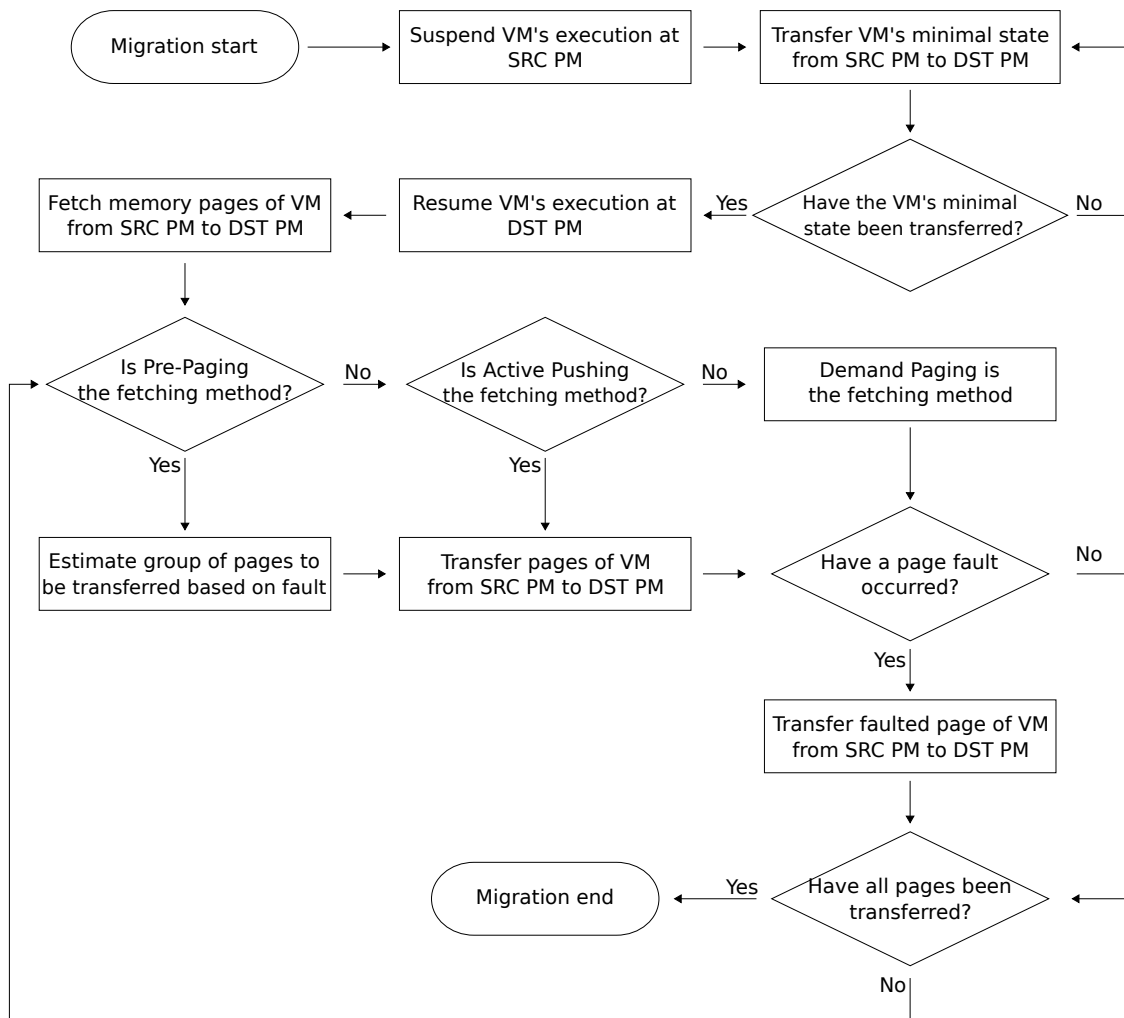 Migration start
Suspend VM's execution at
SRC PM
Transfer VM's minimal state
from SRC PM to DST PM
Fetch memory pages of VM
from SRC PM to DST PM
Resume VM's execution at
DST PM
Yes
Have the VM's minimal
state been transferred?
No
Is Pre-Paging
the fetching method?
No
Is Active Pushing
the fetching method?
No
Demand Paging is
the fetching method
Yes
Yes
Estimate group of pages to
be transferred based on fault
Transfer pages of VM
from SRC PM to DST PM
Have a page fault
occurred?
No
Yes
Transfer faulted page of VM
from SRC PM to DST PM
Migration end
Yes
Have all pages been
transferred?
No